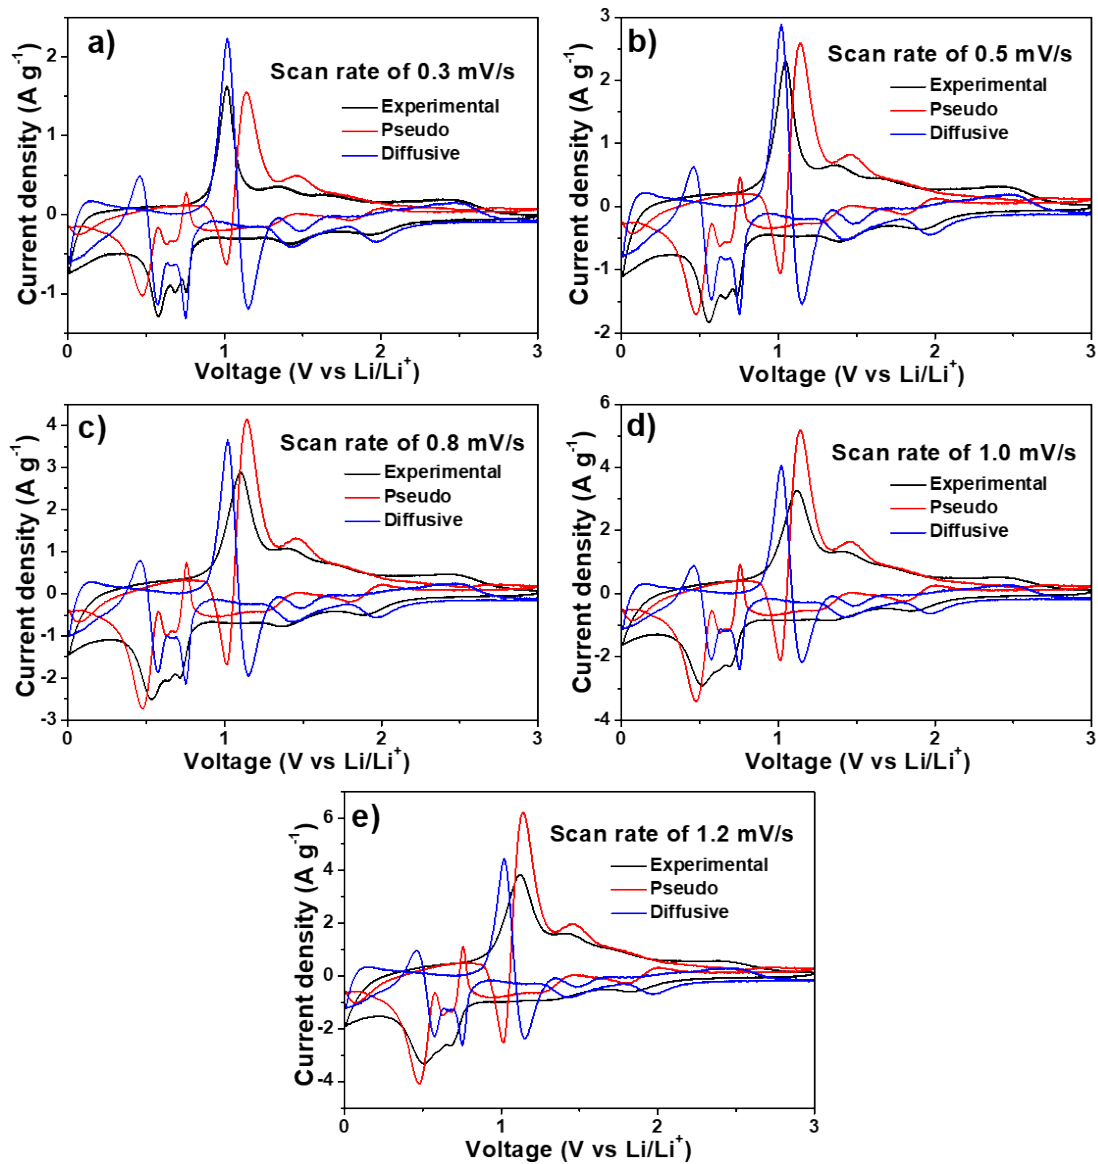 a)
Scan rate of 0.3 mV/s
Experimental
Pseudo
Diffusive
Current density (A g⁻¹)
2
1
0
-1
0
1
2
3
Voltage (V vs Li/Li⁺)
b)
Scan rate of 0.5 mV/s
Experimental
Pseudo
Diffusive
Current density (A g⁻¹)
3
2
1
0
-1
-2
0
1
2
3
Voltage (V vs Li/Li⁺)
c)
Scan rate of 0.8 mV/s
Experimental
Pseudo
Diffusive
Current density (A g⁻¹)
4
3
2
1
0
-1
-2
-3
0
1
2
3
Voltage (V vs Li/Li⁺)
d)
Scan rate of 1.0 mV/s
Experimental
Pseudo
Diffusive
Current density (A g⁻¹)
6
4
2
0
-2
-4
0
1
2
3
Voltage (V vs Li/Li⁺)
e)
Scan rate of 1.2 mV/s
Experimental
Pseudo
Diffusive
Current density (A g⁻¹)
6
4
2
0
-2
-4
0
1
2
3
Voltage (V vs Li/Li⁺)